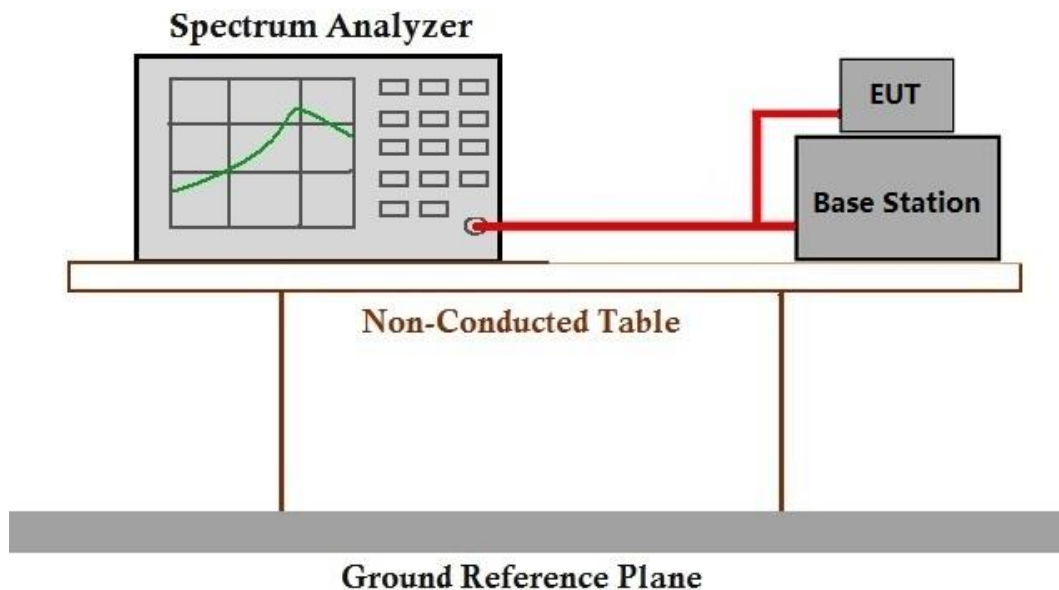 Spectrum Analyzer
EUT
Base Station
Non-Conducted Table
Ground Reference Plane